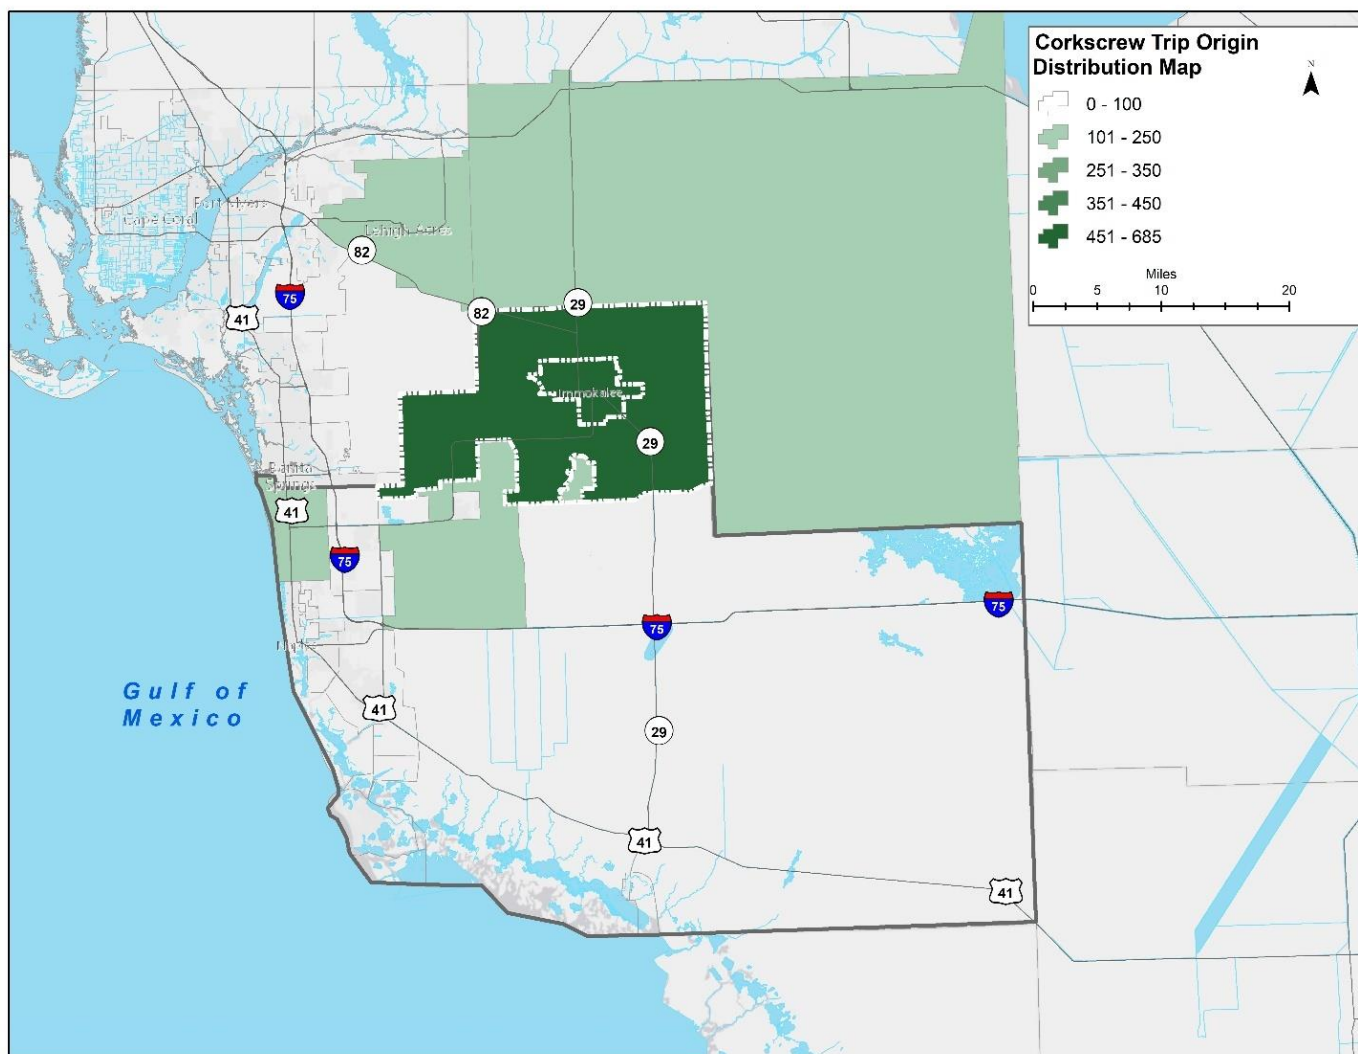 Corkscrew Trip Origin
Distribution Map
N
0 - 100
101 - 250
251 - 350
351 - 450
451 - 685
Miles
0 5 10 20
Fort Myers
Cape Coral
Lehigh Acres
82
75
41
82
29
Immokalee
29
Bonita
Springs
41
75
75
75
Gulf of
Mexico
41
29
41
41